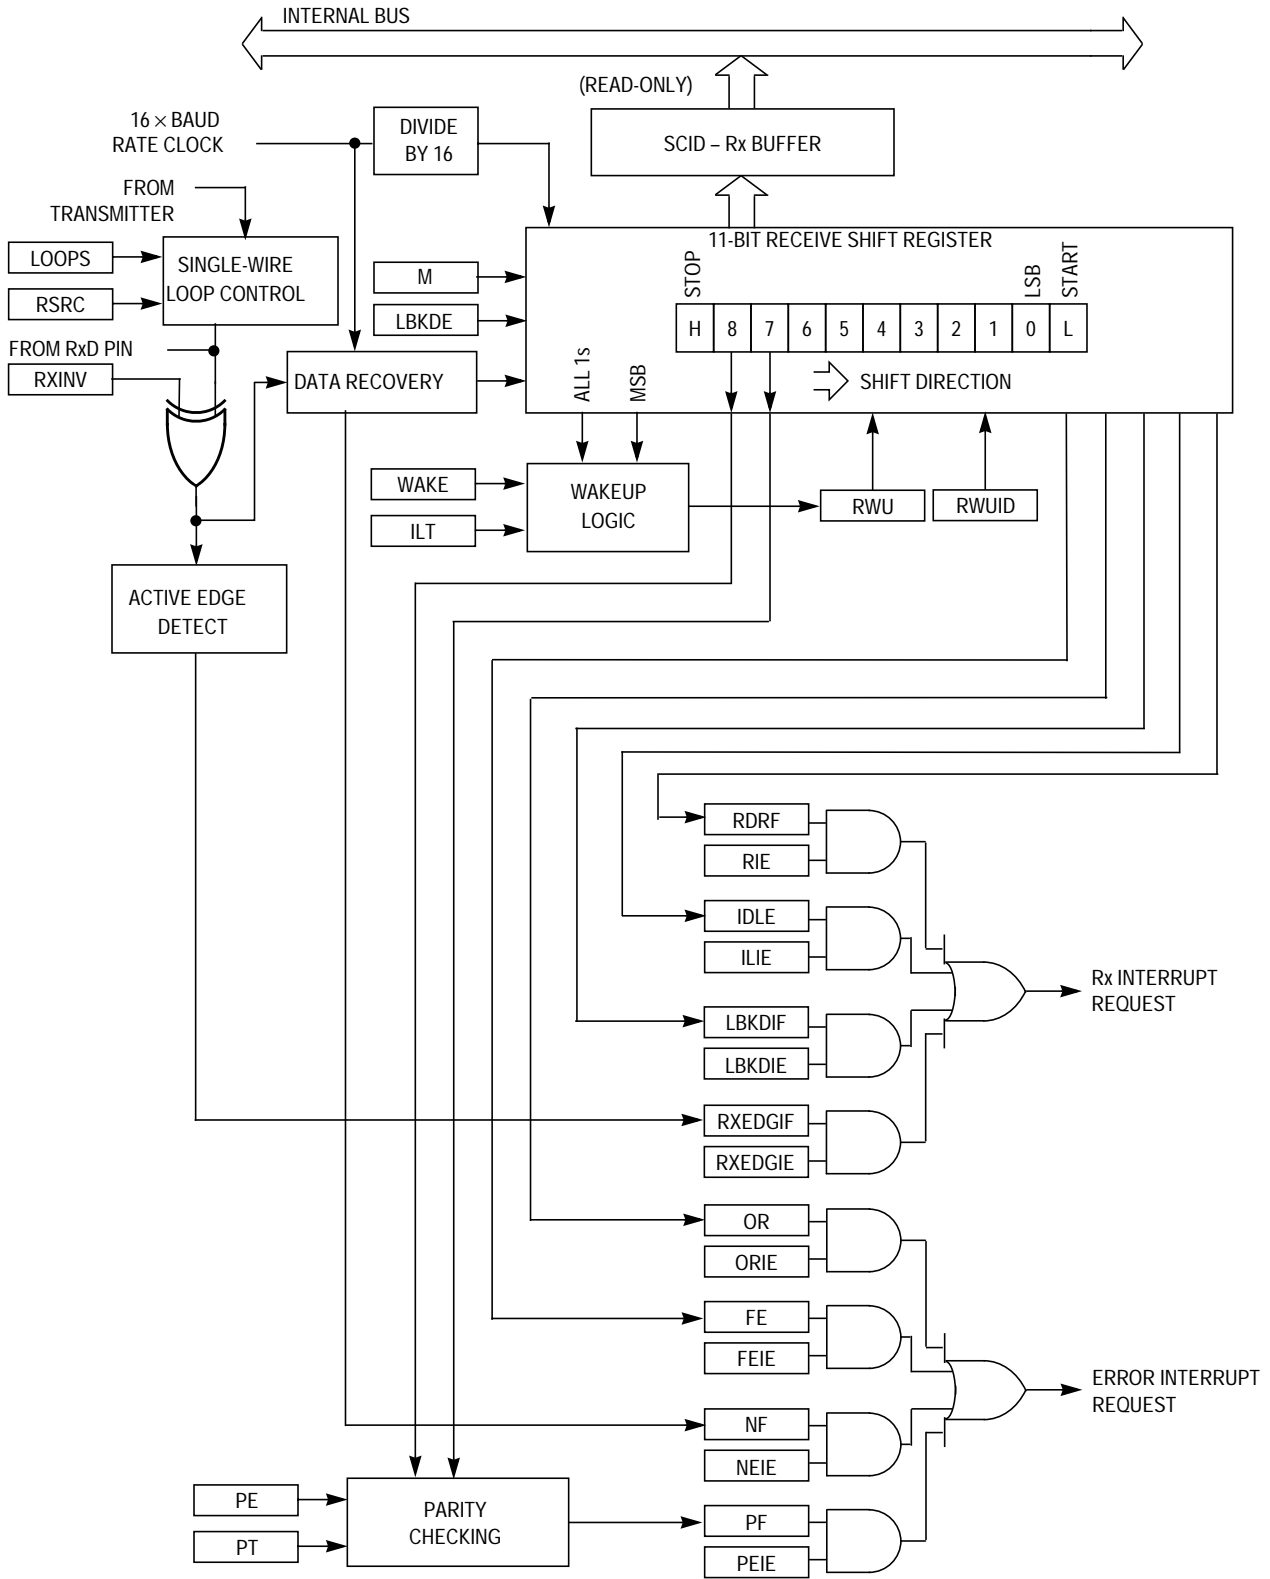 INTERNAL BUS
(READ-ONLY)
16 × BAUD
RATE CLOCK
DIVIDE
BY 16
SCID – Rx BUFFER
FROM
TRANSMITTER
LOOPS
RSRC
SINGLE-WIRE
LOOP CONTROL
11-BIT RECEIVE SHIFT REGISTER
M
LBKDE
STOP
LSB
START
H 8 7 6 5 4 3 2 1 0 L
FROM RxD PIN
RXINV
DATA RECOVERY
ALL 1s
MSB
SHIFT DIRECTION
WAKE
ILT
WAKEUP
LOGIC
RWU
RWUID
ACTIVE EDGE
DETECT
RDRF
RIE
IDLE
ILIE
Rx INTERRUPT
REQUEST
LBKDIF
LBKDIE
RXEDGIF
RXEDGIE
OR
ORIE
FE
FEIE
ERROR INTERRUPT
REQUEST
NF
NEIE
PE
PT
PARITY
CHECKING
PF
PEIE